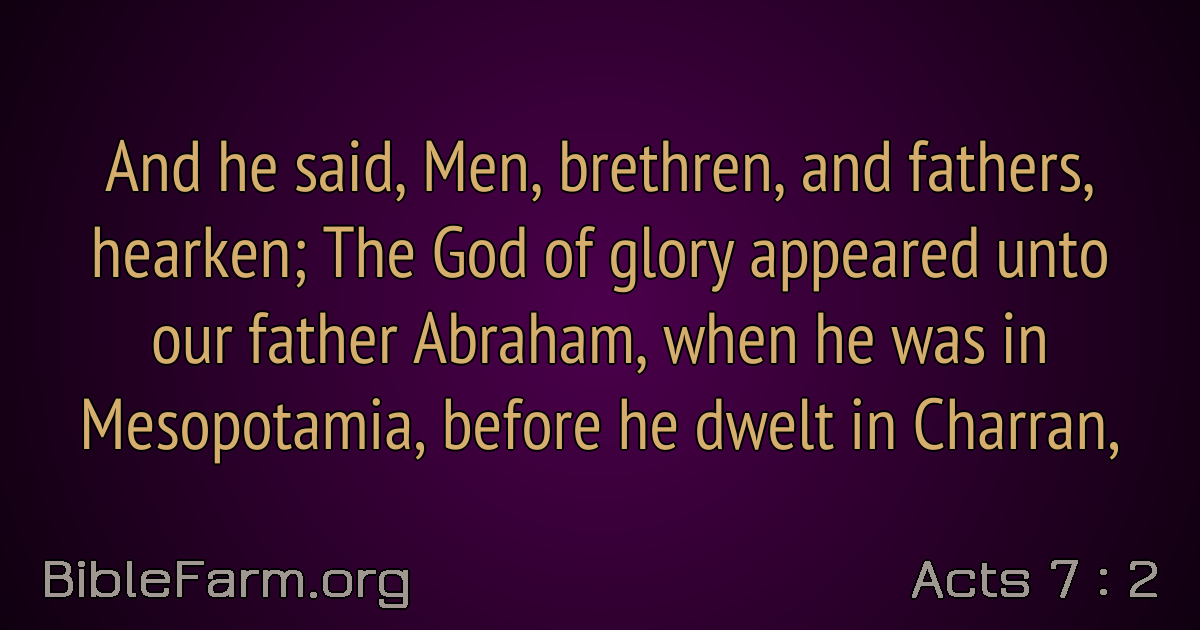 And he said, Men, brethren, and fathers,
hearken; The God of glory appeared unto
our father Abraham, when he was in
Mesopotamia, before he dwelt in Charran,
BibleFarm.org
Acts 7 : 2